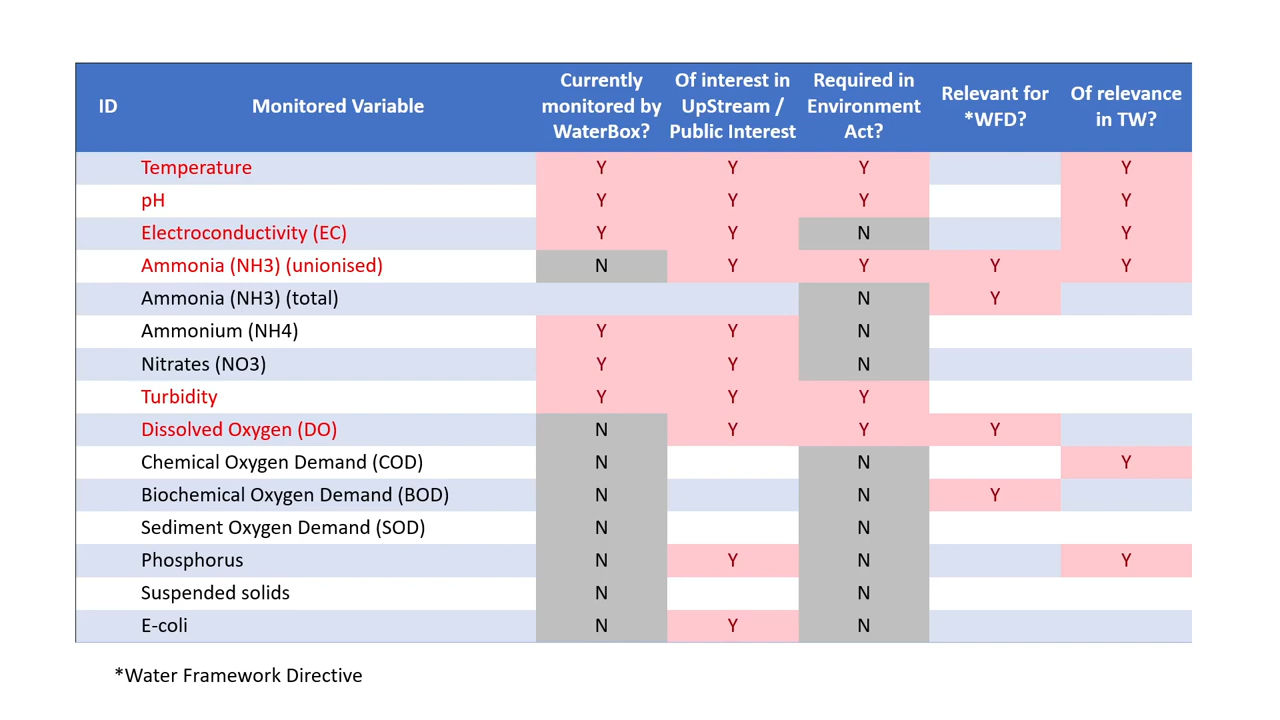 ID Monitored Variable Currently monitored by WaterBox? Of interest in UpStream / Public Interest Required in Environment Act? Relevant for *WFD? Of relevance in TW?
Temperature Y Y Y Y
pH Y Y Y Y
Electroconductivity (EC) Y Y N Y
Ammonia (NH3) (unionised) N Y Y Y Y
Ammonia (NH3) (total) N Y
Ammonium (NH4) Y Y N
Nitrates (NO3) Y Y N
Turbidity Y Y Y
Dissolved Oxygen (DO) N Y Y Y
Chemical Oxygen Demand (COD) N N Y
Biochemical Oxygen Demand (BOD) N N Y
Sediment Oxygen Demand (SOD) N N
Phosphorus N Y N Y
Suspended solids N N
E-coli N Y N
*Water Framework Directive